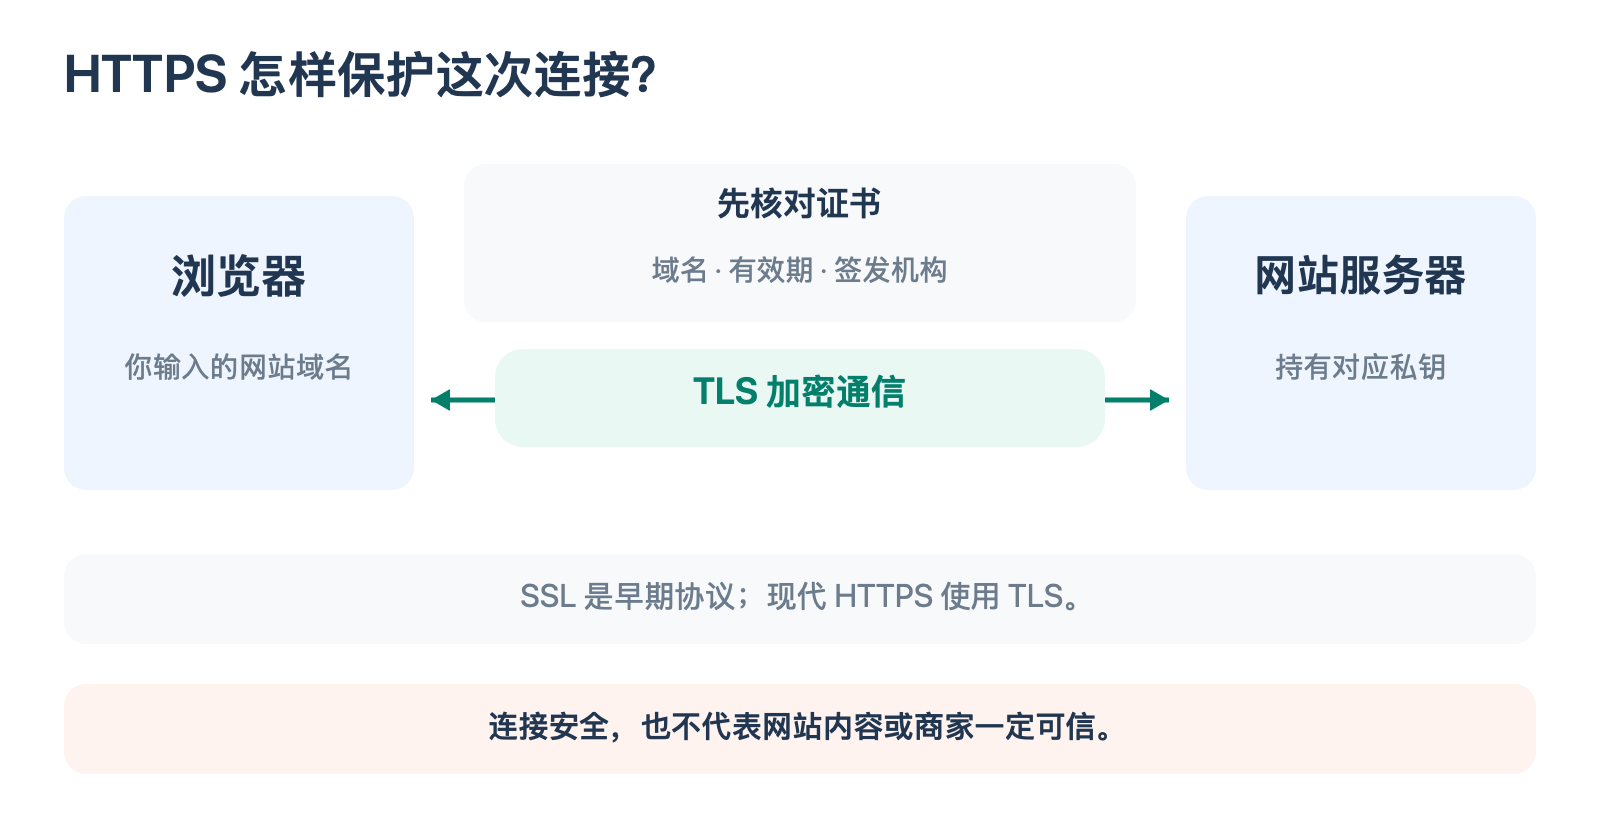 HTTPS 怎样保护这次连接?
先核对证书
域名 · 有效期 · 签发机构
浏览器
你输入的网站域名
TLS 加密通信
网站服务器
持有对应私钥
SSL 是早期协议；现代 HTTPS 使用 TLS。
连接安全，也不代表网站内容或商家一定可信。